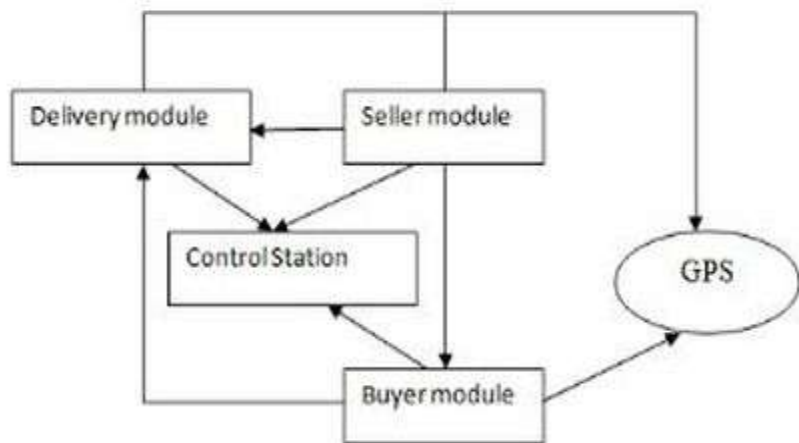 Delivery module
Seller module
Control Station
GPS
Buyer module